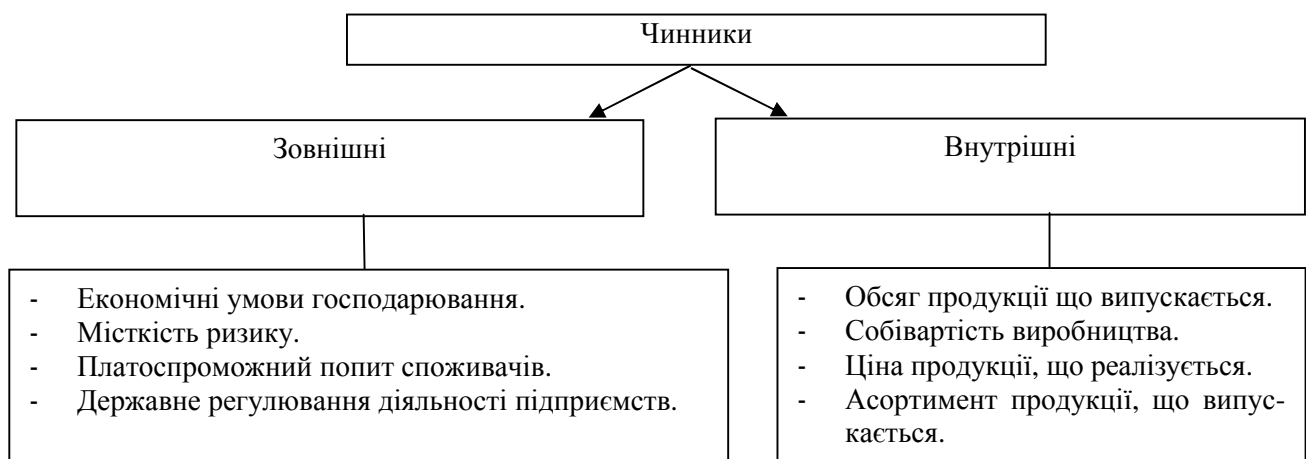 Чинники
Зовнішні
Внутрішні
- Економічні умови господарювання.
- Місткість ризику.
- Платоспроможний попит споживачів.
- Державне регулювання діяльності підприємств.
- Обсяг продукції що випускається.
- Собівартість виробництва.
- Ціна продукції, що реалізується.
- Асортимент продукції, що випус-
кається.